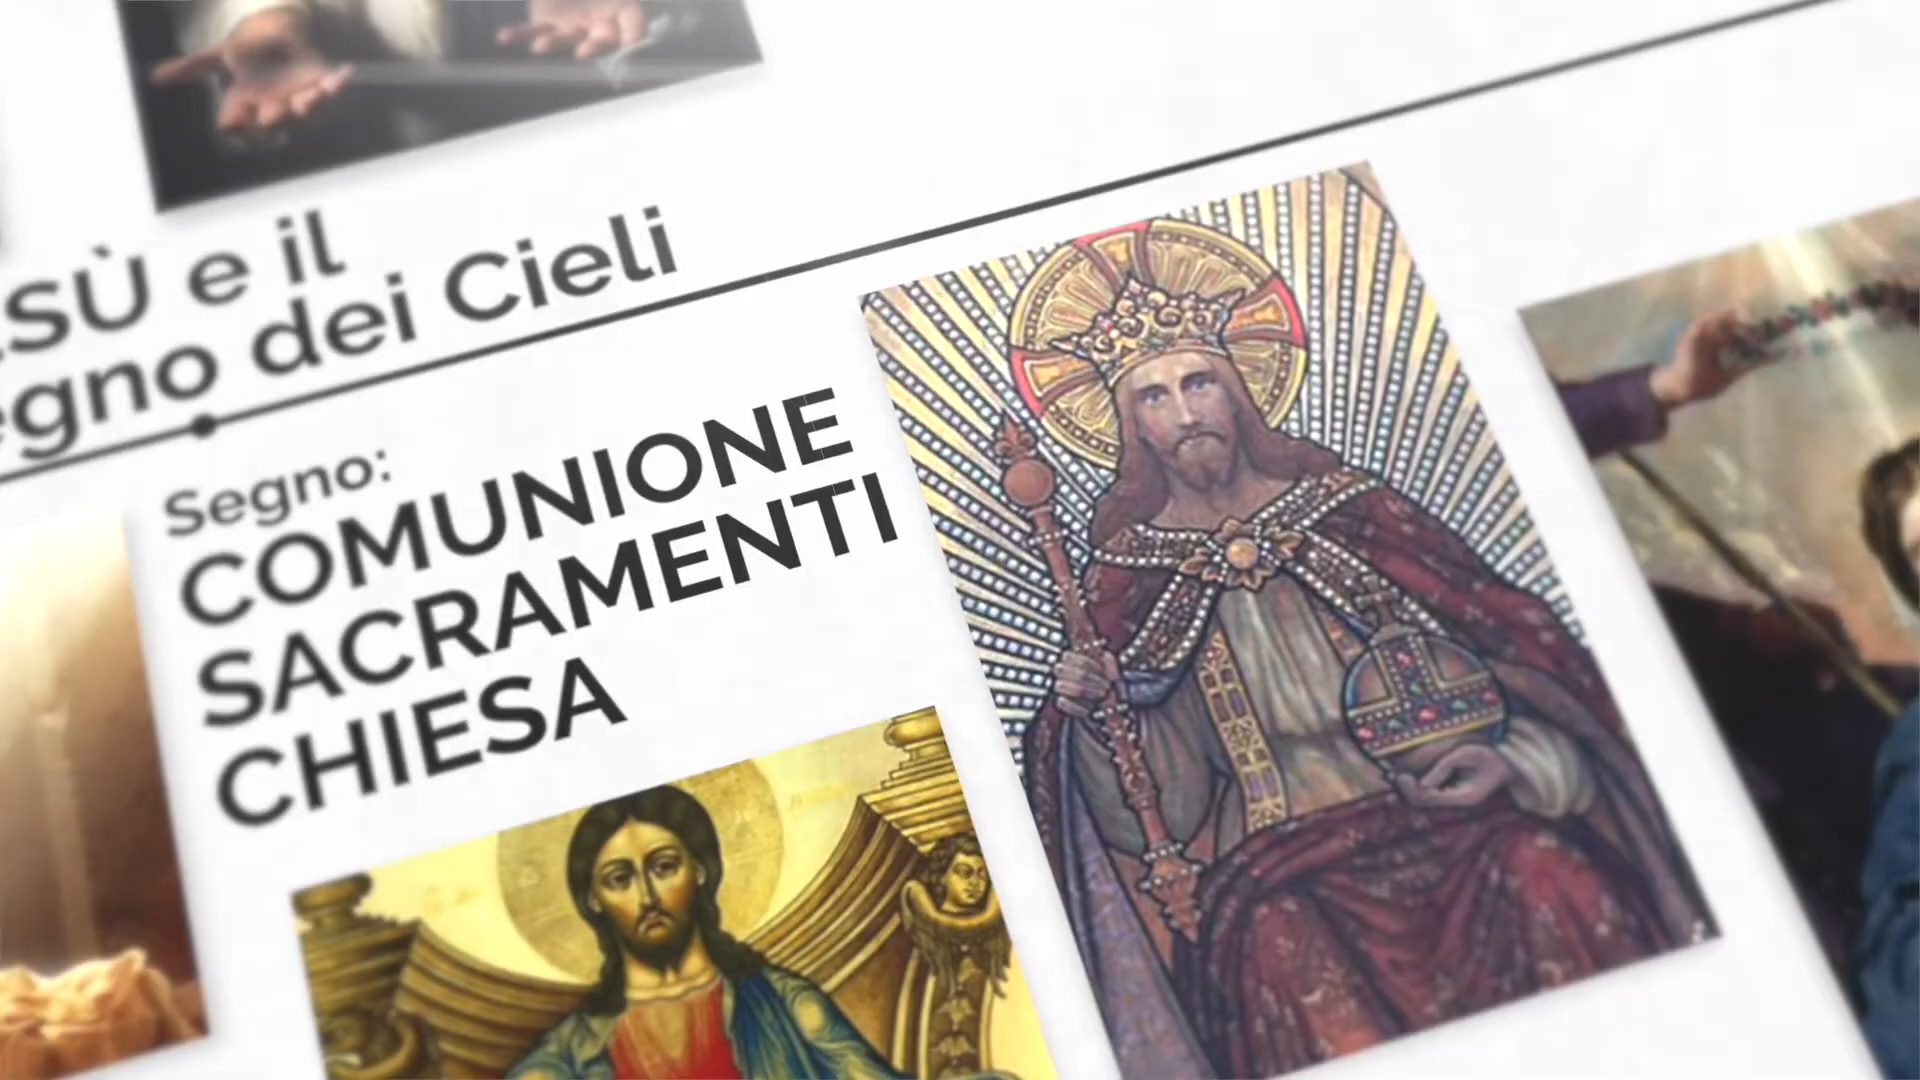 SÙ e il
egno dei Cieli
Segno:
COMUNIONE
SACRAMENTI
CHIESA